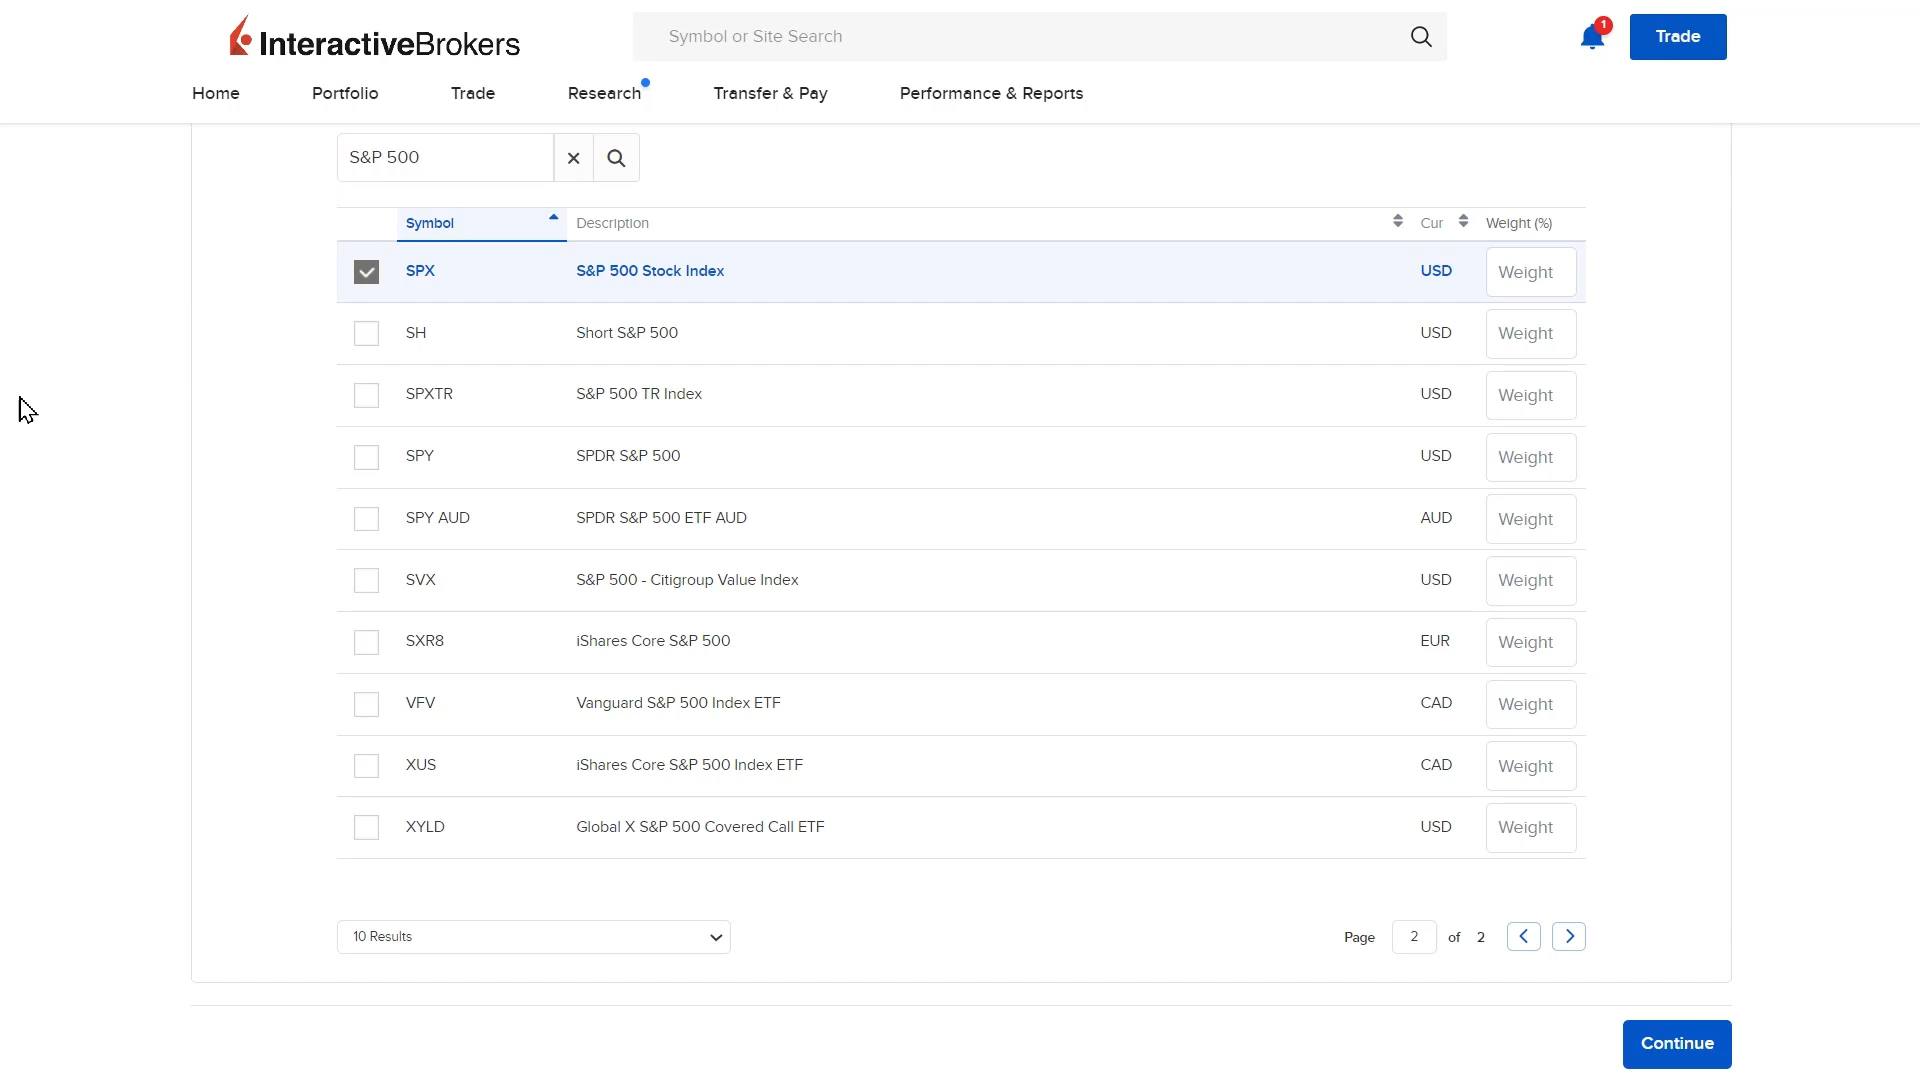 InteractiveBrokers
Symbol or Site Search
1
Trade
Home Portfolio Trade Research Transfer & Pay Performance & Reports
S&P 500
Symbol Description Cur Weight (%)
SPX S&P 500 Stock Index USD Weight
SH Short S&P 500 USD Weight
SPXTR S&P 500 TR Index USD Weight
SPY SPDR S&P 500 USD Weight
SPY AUD SPDR S&P 500 ETF AUD AUD Weight
SVX S&P 500 - Citigroup Value Index USD Weight
SXR8 iShares Core S&P 500 EUR Weight
VFV Vanguard S&P 500 Index ETF CAD Weight
XUS iShares Core S&P 500 Index ETF CAD Weight
XYLD Global X S&P 500 Covered Call ETF USD Weight
10 Results Page 2 of 2
Continue